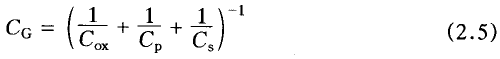 C_G = (1/C_ox + 1/C_p + 1/C_s)^{-1} (2.5)